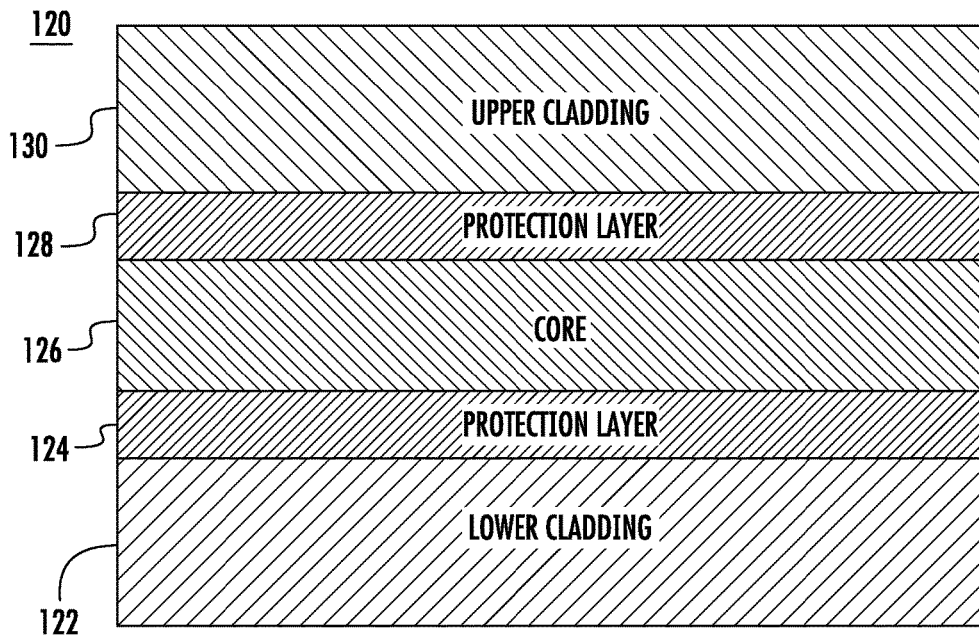 120
UPPER CLADDING
130
PROTECTION LAYER
128
CORE
126
PROTECTION LAYER
124
LOWER CLADDING
122